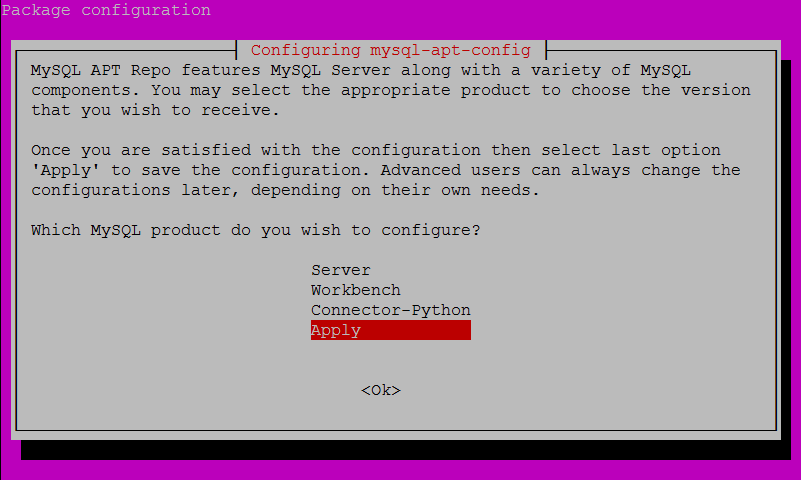 Package configuration
Configuring mysql-apt-config
MySQL APT Repo features MySQL Server along with a variety of MySQL
components. You may select the appropriate product to choose the version
that you wish to receive.
Once you are satisfied with the configuration then select last option
'Apply' to save the configuration. Advanced users can always change the
configurations later, depending on their own needs.
Which MySQL product do you wish to configure?
Server
Workbench
Connector-Python
Apply
<Ok>